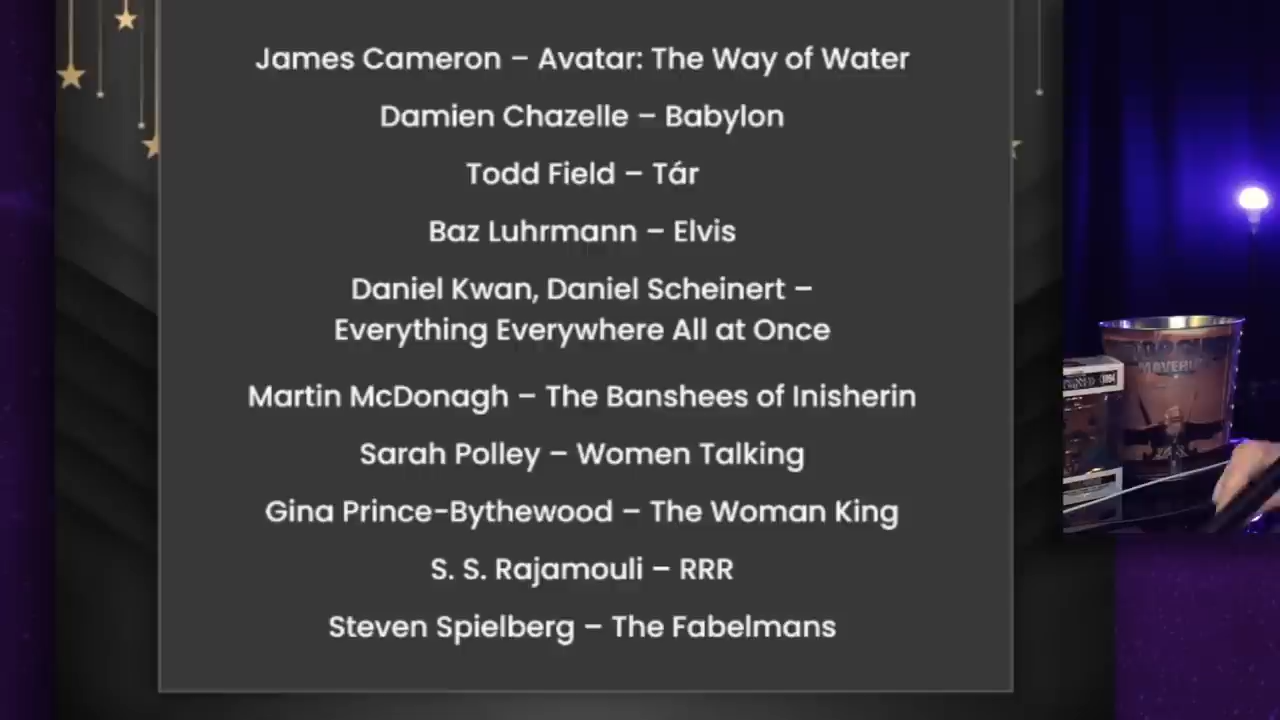 James Cameron – Avatar: The Way of Water
Damien Chazelle – Babylon
Todd Field – Tár
Baz Luhrmann – Elvis
Daniel Kwan, Daniel Scheinert –
Everything Everywhere All at Once
Martin McDonagh – The Banshees of Inisherin
Sarah Polley – Women Talking
Gina Prince-Bythewood – The Woman King
S. S. Rajamouli – RRR
Steven Spielberg – The Fabelmans
MAVERICK